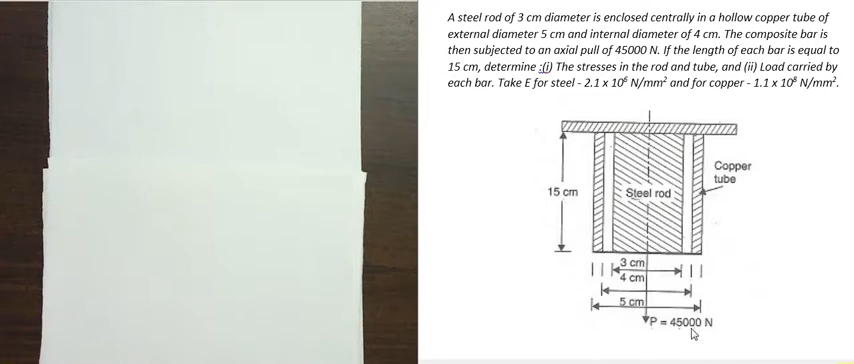 A steel rod of 3 cm diameter is enclosed centrally in a hollow copper tube of
external diameter 5 cm and internal diameter of 4 cm. The composite bar is
then subjected to an axial pull of 45000 N. If the length of each bar is equal to
15 cm, determine :(i) The stresses in the rod and tube, and (ii) Load carried by
each bar. Take E for steel - 2.1 x 10⁶ N/mm² and for copper - 1.1 x 10⁸ N/mm².
Copper
tube
15 cm
Steel rod
3 cm
4 cm
5 cm
P = 45000 N